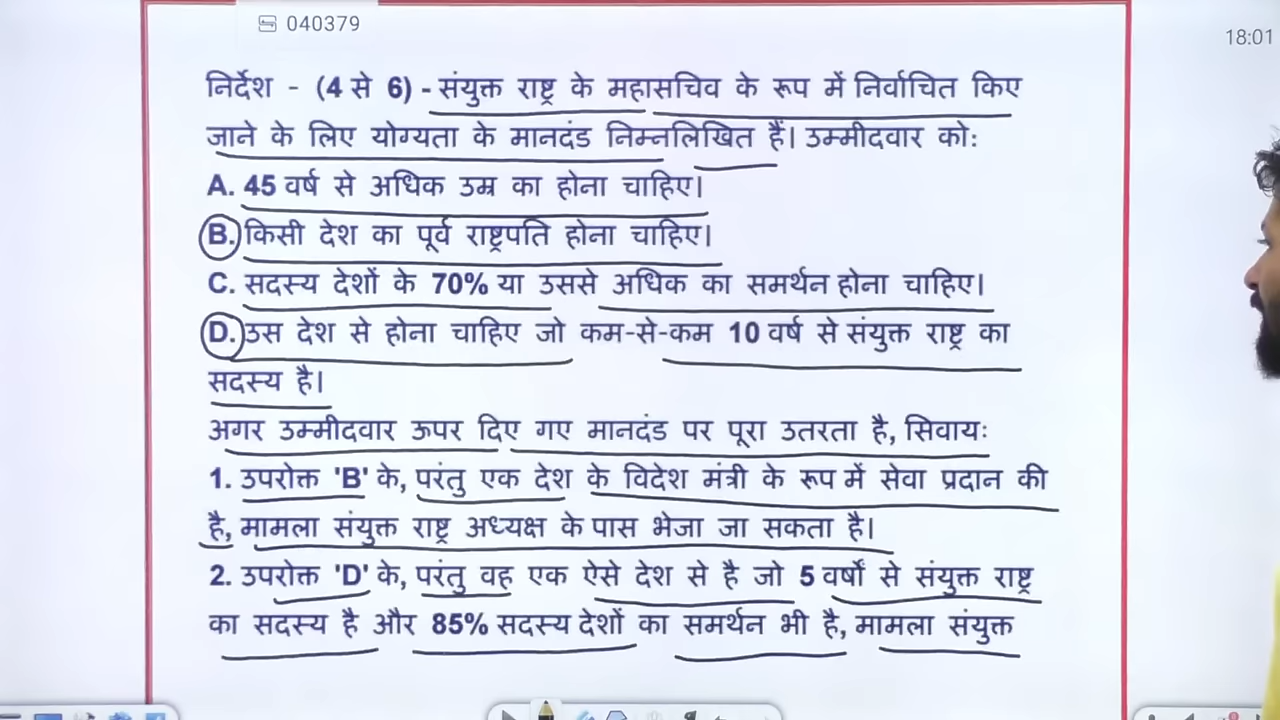 040379
18:01
निर्देश - (4 से 6) - संयुक्त राष्ट्र के महासचिव के रूप में निर्वाचित किए
जाने के लिए योग्यता के मानदंड निम्नलिखित हैं। उम्मीदवार को:
A. 45 वर्ष से अधिक उम्र का होना चाहिए।
B. किसी देश का पूर्व राष्ट्रपति होना चाहिए।
C. सदस्य देशों के 70% या उससे अधिक का समर्थन होना चाहिए।
D. उस देश से होना चाहिए जो कम-से-कम 10 वर्ष से संयुक्त राष्ट्र का
सदस्य है।
अगर उम्मीदवार ऊपर दिए गए मानदंड पर पूरा उतरता है, सिवायः
1. उपरोक्त 'B' के, परंतु एक देश के विदेश मंत्री के रूप में सेवा प्रदान की
है, मामला संयुक्त राष्ट्र अध्यक्ष के पास भेजा जा सकता है।
2. उपरोक्त 'D' के, परंतु वह एक ऐसे देश से है जो 5 वर्षों से संयुक्त राष्ट्र
का सदस्य है और 85% सदस्य देशों का समर्थन भी है, मामला संयुक्त